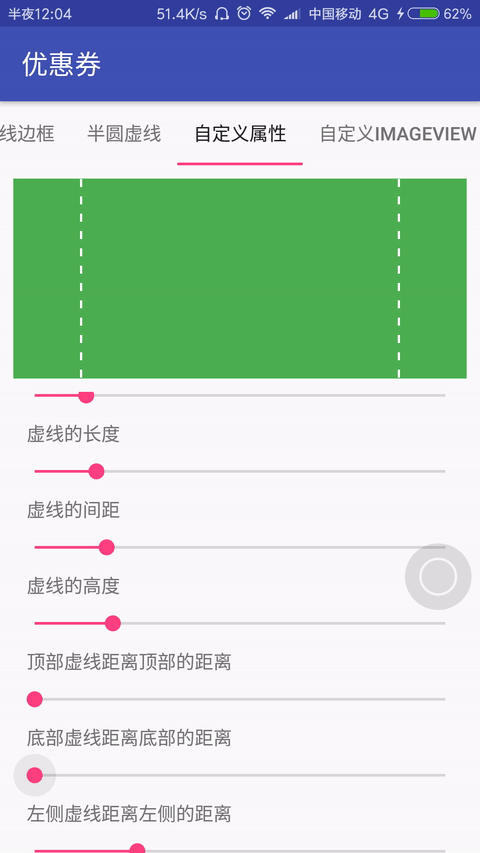 半夜12:04 51.4K/s 中国移动 4G 62%
优惠券
线边框 半圆虚线 自定义属性 自定义IMAGEVIEW
虚线的长度
虚线的间距
虚线的高度
顶部虚线距离顶部的距离
底部虚线距离底部的距离
左侧虚线距离左侧的距离